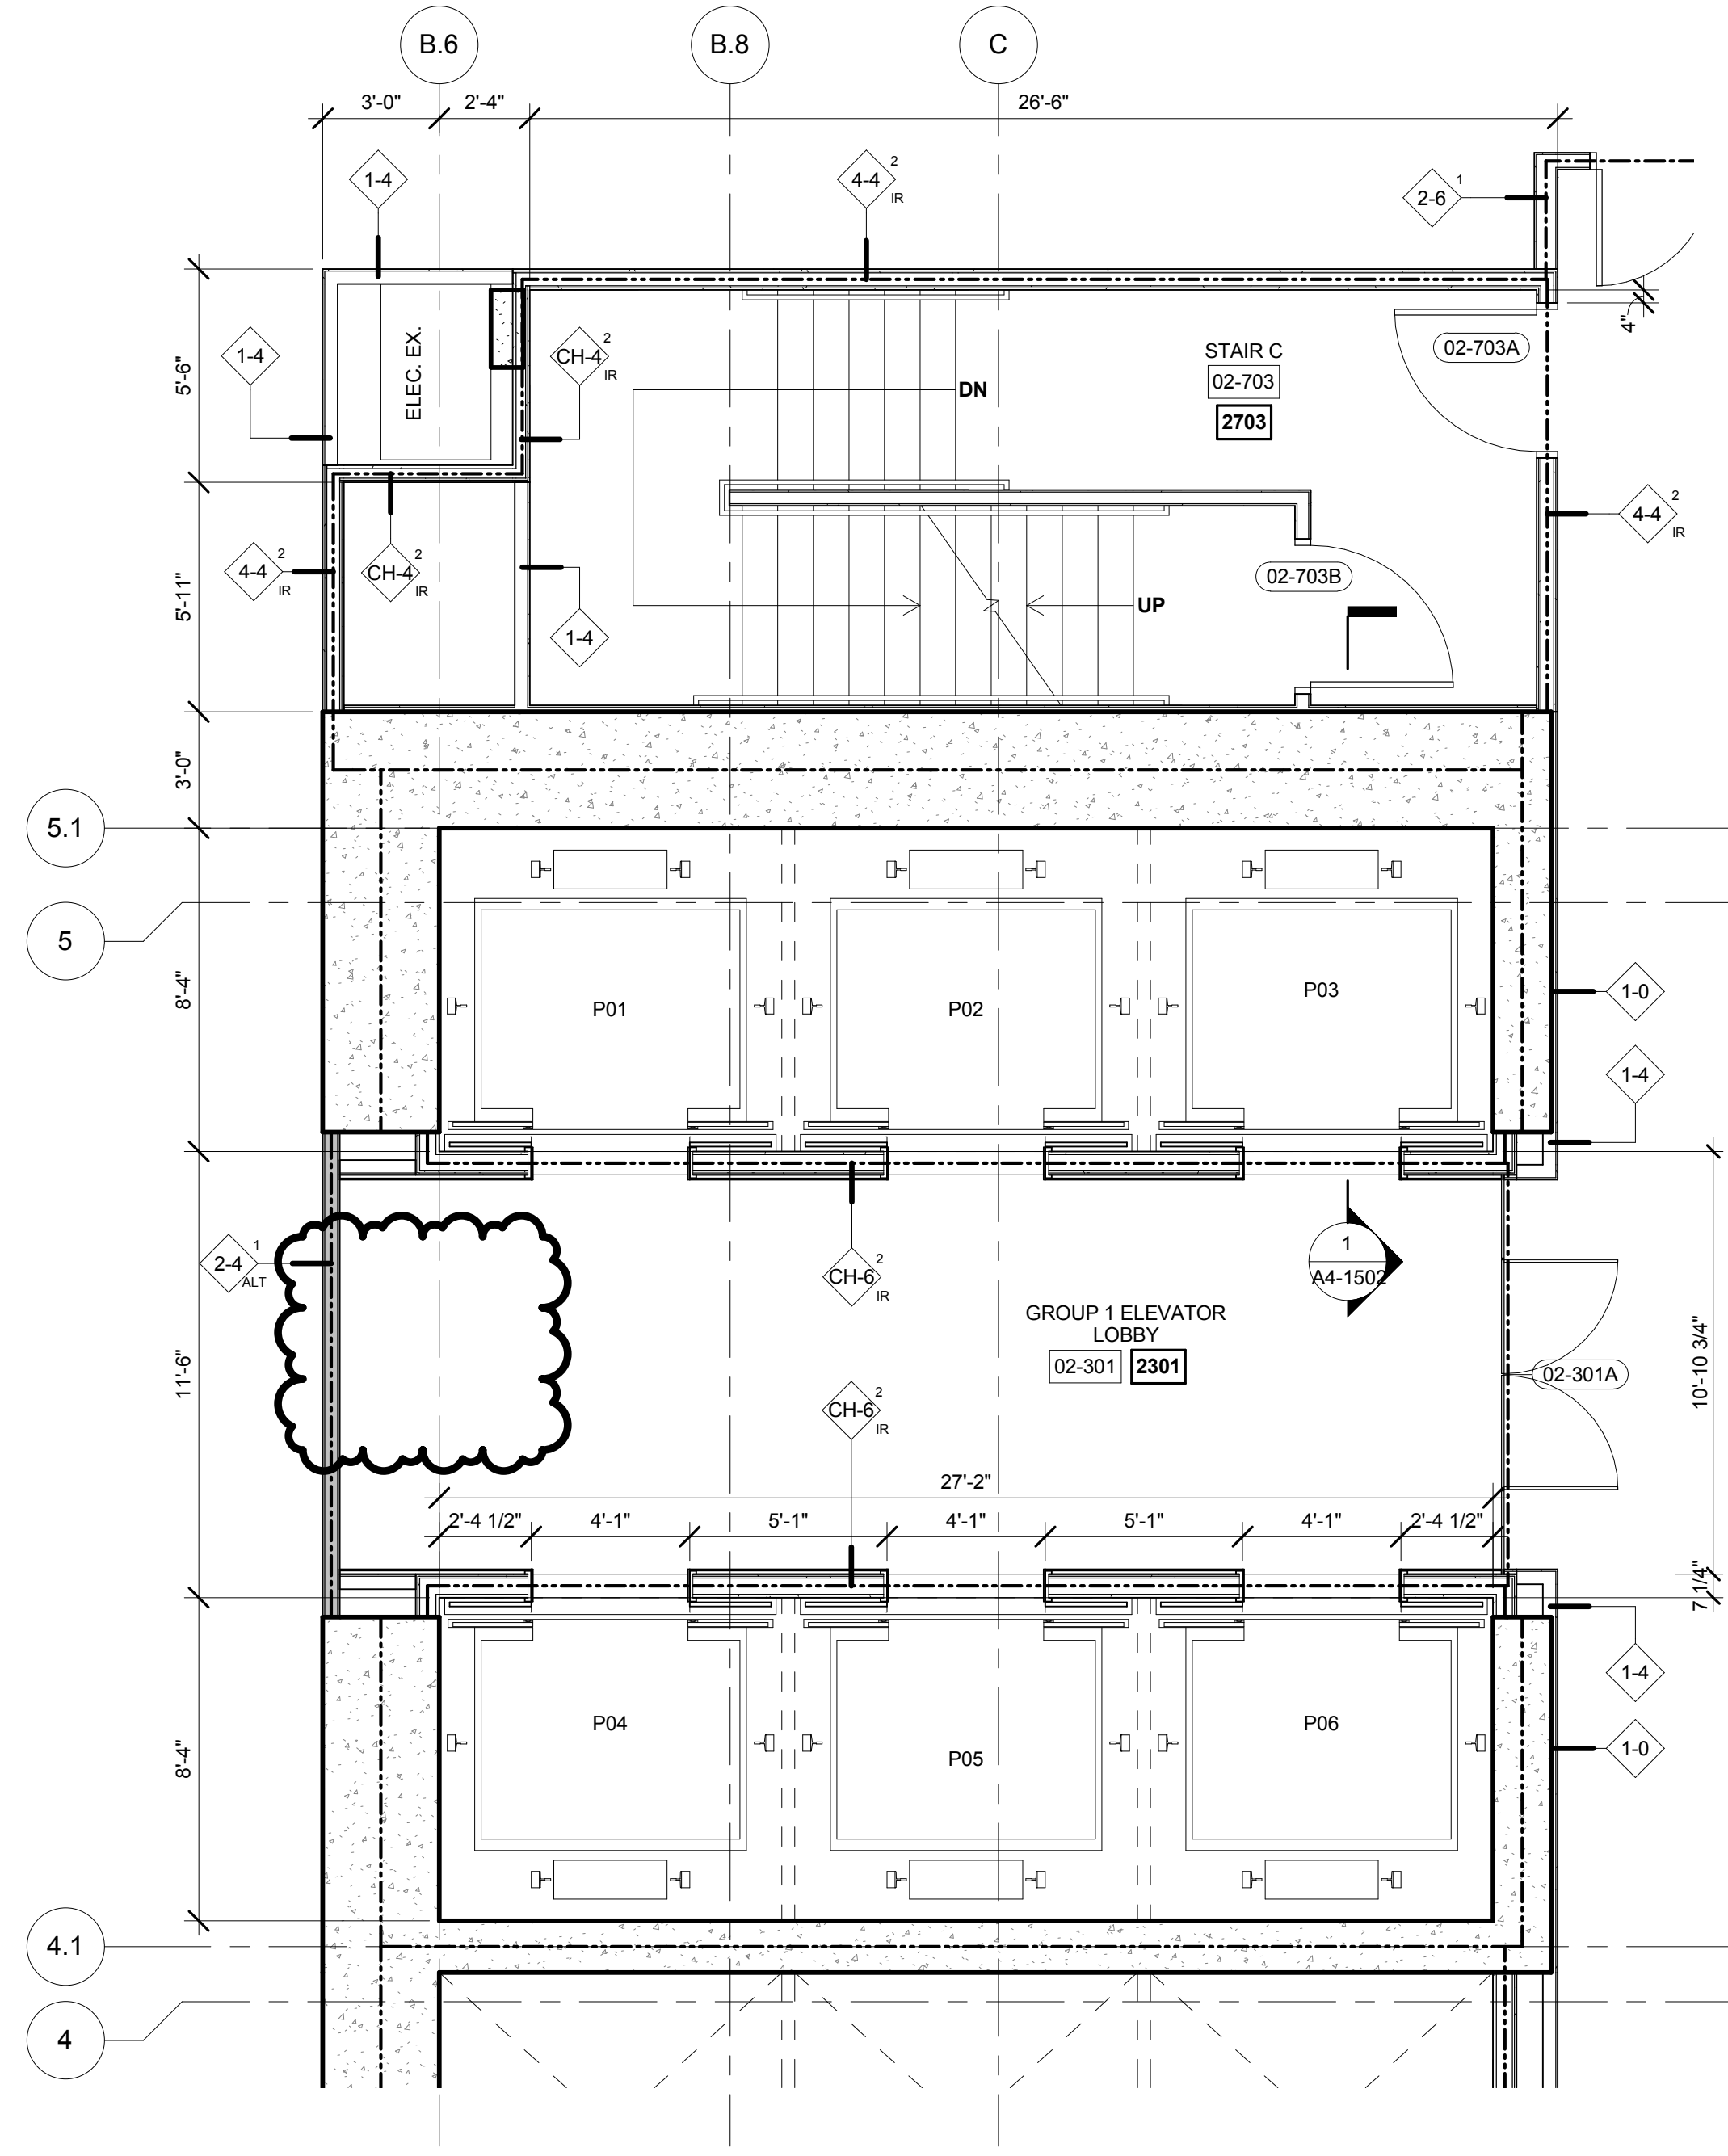 B.6
B.8
C
3'-0"
2'-4"
26'-6"
1-4
4-4
2
IR
2-6
1
4"
1-4
5'-6"
ELEC. EX.
CH-4
2
IR
STAIR C
02-703
2703
02-703A
DN
4-4
2
IR
4-4
2
IR
CH-4
2
IR
02-703B
5'-11"
1-4
UP
3'-0"
5.1
5
8'-4"
P01
P02
P03
1-0
1-4
2-4
1
ALT
CH-6
2
IR
1
A4-1502
GROUP 1 ELEVATOR
LOBBY
02-301
2301
02-301A
11'-6"
10'-10 3/4"
CH-6
2
IR
27'-2"
2'-4 1/2"
4'-1"
5'-1"
4'-1"
5'-1"
4'-1"
2'-4 1/2"
7 1/4"
1-4
P04
P05
P06
8'-4"
1-0
4.1
4